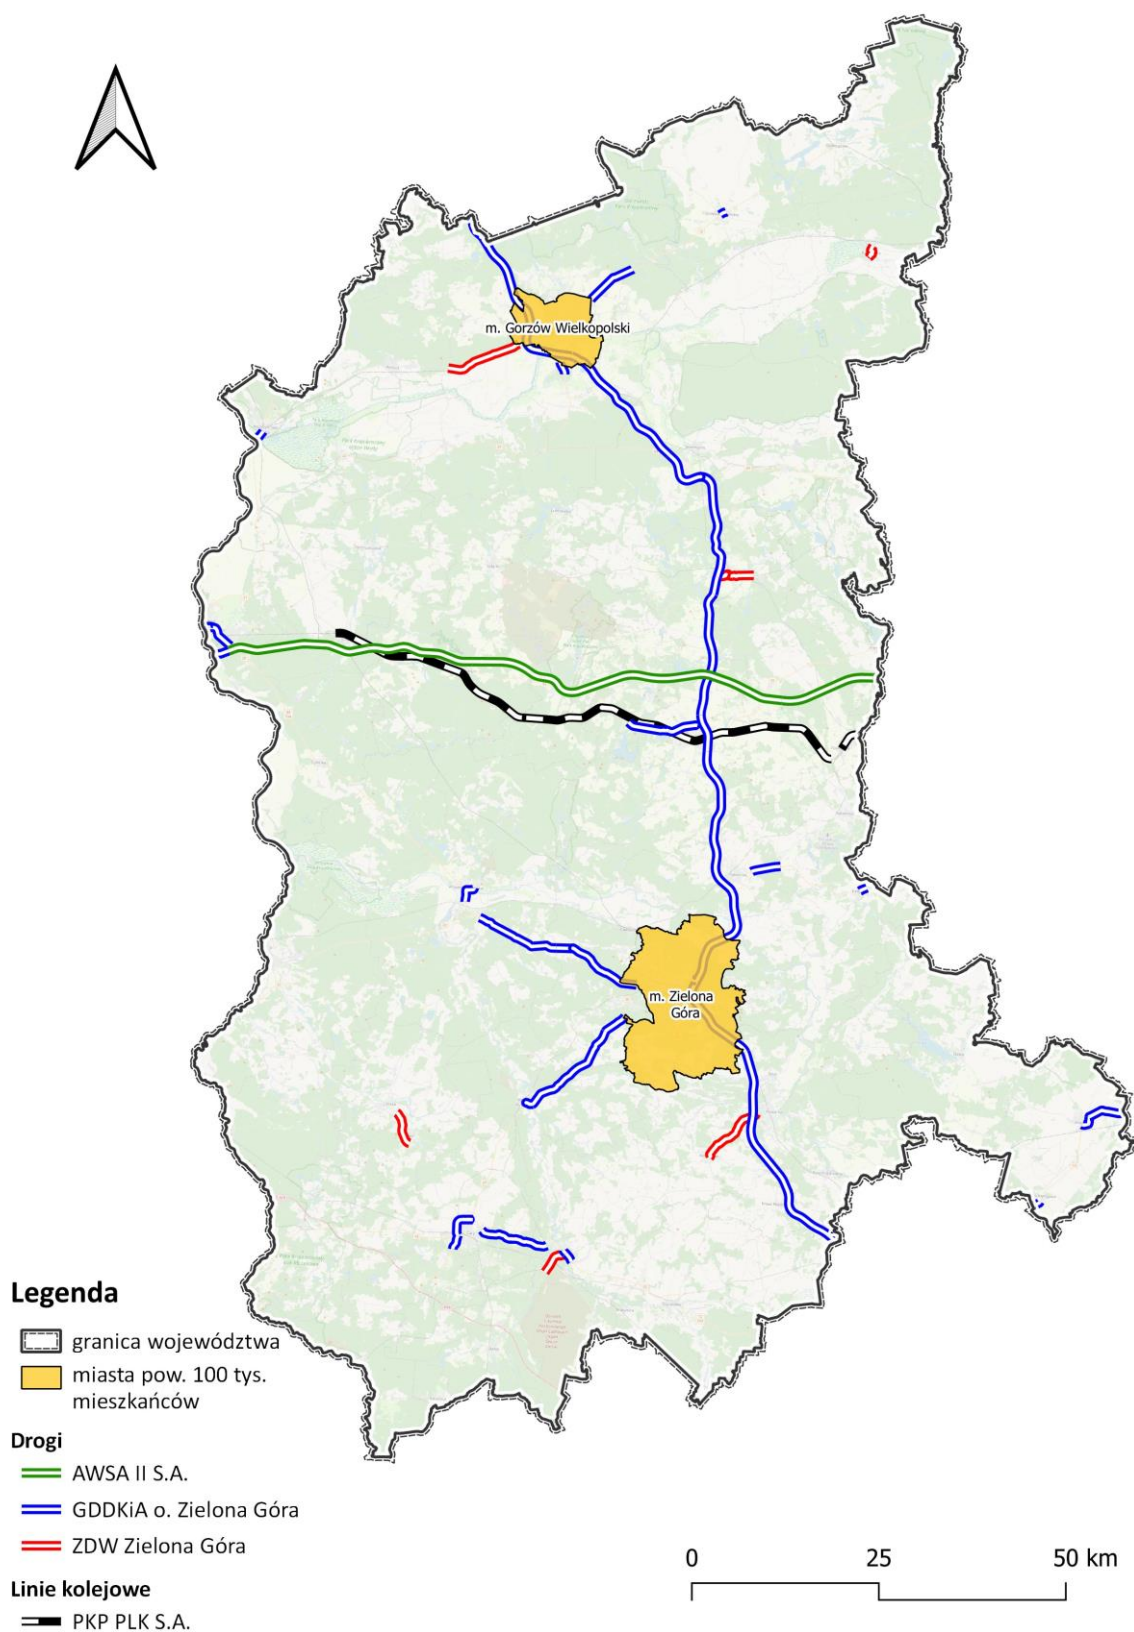 m. Gorzów Wielkopolski
m. Zielona
Góra
Legenda
granica województwa
miasta pow. 100 tys.
mieszkańców
Drogi
AWSA II S.A.
GDDKiA o. Zielona Góra
ZDW Zielona Góra
Linie kolejowe
PKP PLK S.A.
0 25 50 km